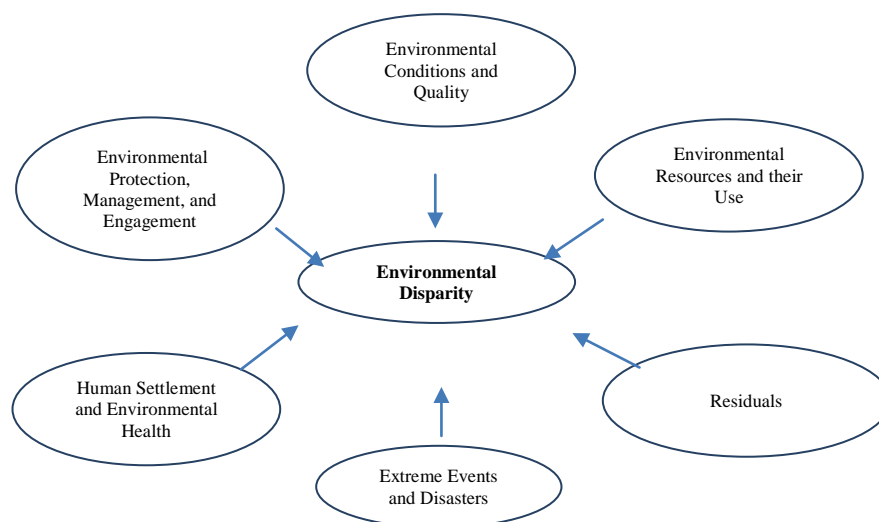 Environmental
Conditions and
Quality
Environmental
Protection,
Management, and
Engagement
Environmental
Resources and their
Use
Environmental
Disparity
Human Settlement
and Environmental
Health
Residuals
Extreme Events
and Disasters